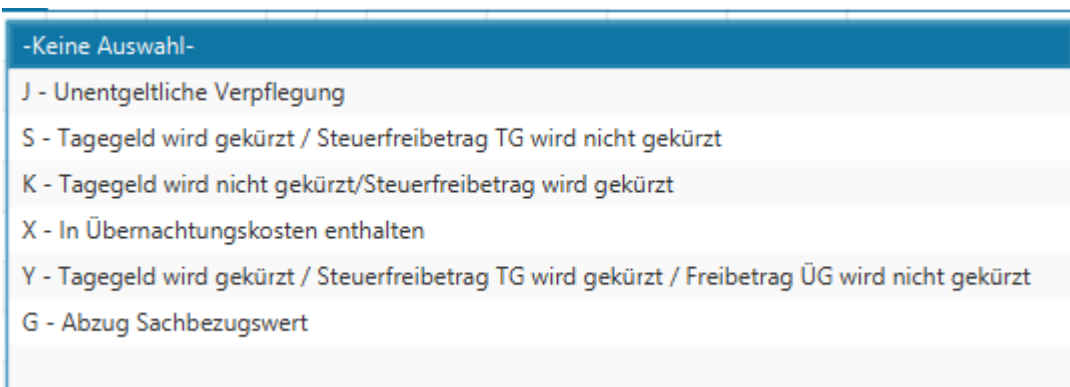 -Keine Auswahl-
J - Unentgeltliche Verpflegung
S - Tagegeld wird gekürzt / Steuerfreibetrag TG wird nicht gekürzt
K - Tagegeld wird nicht gekürzt/Steuerfreibetrag wird gekürzt
X - In Übernachtungskosten enthalten
Y - Tagegeld wird gekürzt / Steuerfreibetrag TG wird gekürzt / Freibetrag ÜG wird nicht gekürzt
G - Abzug Sachbezugswert